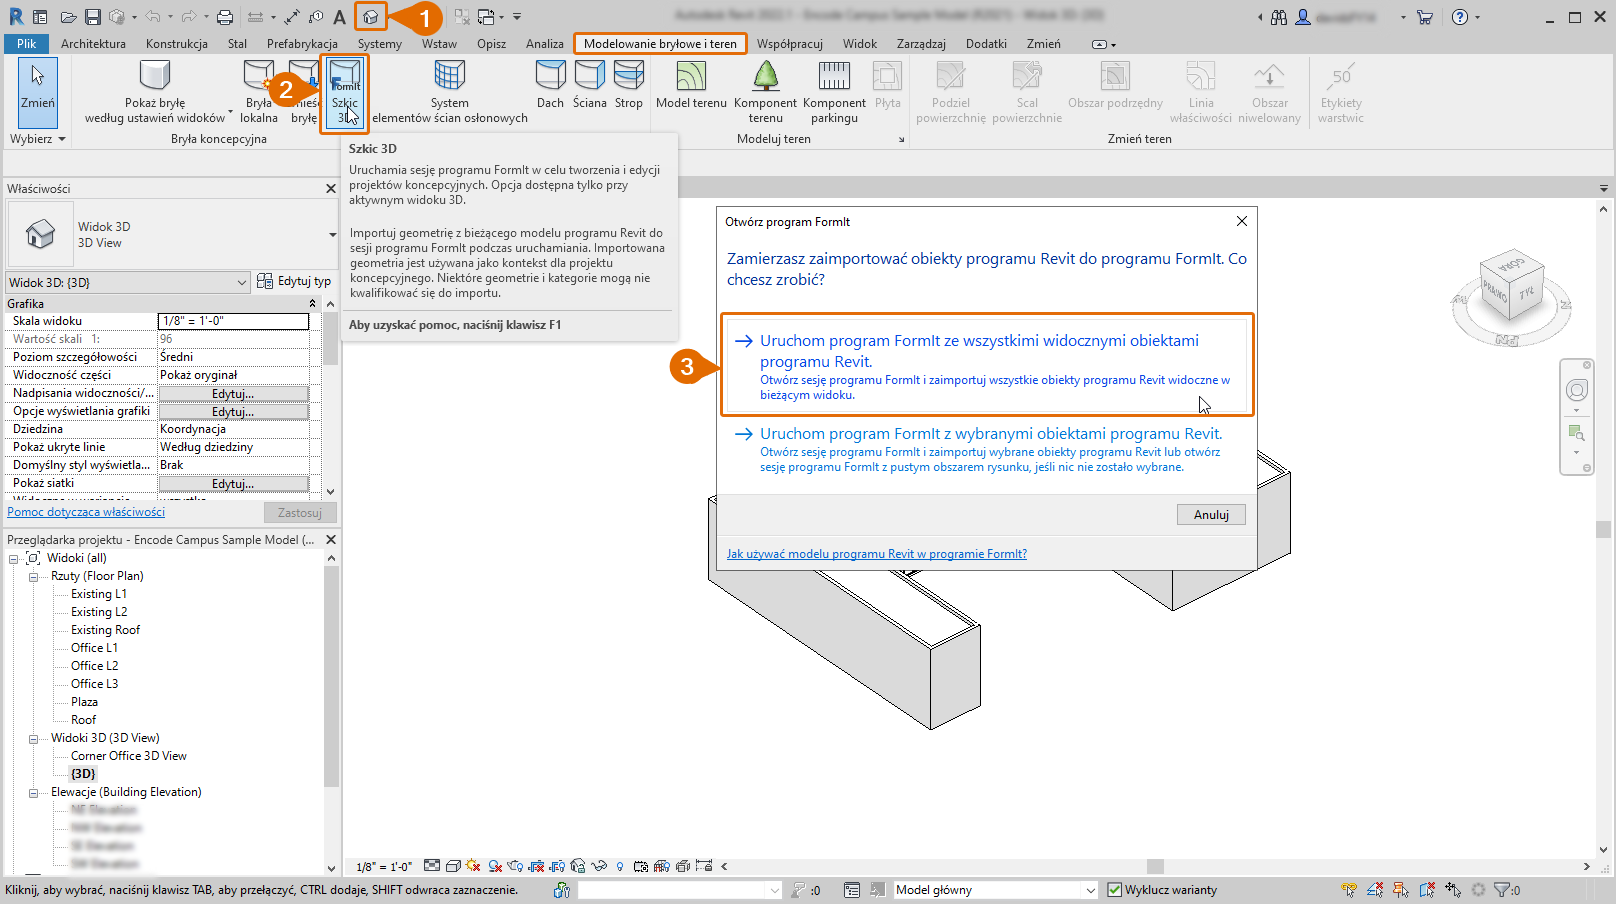 1
Plik
Architektura
Konstrukcja
Stal
Prefabrykacja
Systemy
Wstaw
Opisz
Analiza
Modelowanie bryłowe i teren
Współpracuj
Widok
Zarządzaj
Dodatki
Zmień
Zmień
Pokaż bryłę
według ustawień widoków
Bryła
lokalna
2
bryłę
FormIt
Szkic
3D
System
elementów ścian osłonowych
Dach
Ściana
Strop
Model terenu
Komponent
terenu
Komponent
parkingu
Płyta
Podziel
powierzchnię
Scal
powierzchnie
Obszar podrzędny
Linia
właściwości
Obszar
niwelowany
50
Etykiety
warstwic
Wybierz
Bryła koncepcyjna
Modeluj teren
Zmień teren
Szkic 3D
Uruchamia sesję programu FormIt w celu tworzenia i edycji
projektów koncepcyjnych. Opcja dostępna tylko przy
aktywnym widoku 3D.
Importuj geometrię z bieżącego modelu programu Revit do
sesji programu FormIt podczas uruchamiania. Importowana
geometria jest używana jako kontekst dla projektu
koncepcyjnego. Niektóre geometrie i kategorie mogą nie
kwalifikować się do importu.
Aby uzyskać pomoc, naciśnij klawisz F1
Właściwości
Widok 3D
3D View
Widok 3D: {3D}
Edytuj typ
Grafika
Skala widoku
1/8" = 1'-0"
Wartość skali 1:
96
Poziom szczegółowości
Średni
Widoczność części
Pokaż oryginał
Nadpisania widoczności/...
Edytuj...
Opcje wyświetlania grafiki
Edytuj...
Dziedzina
Koordynacja
Pokaż ukryte linie
Według dziedziny
Domyślny styl wyświetla...
Brak
Pokaż siatki
Edytuj...
Pomoc dotycząca właściwości
Zastosuj
Przeglądarka projektu - Encode Campus Sample Model (...
Widoki (all)
Rzuty (Floor Plan)
Existing L1
Existing L2
Existing Roof
Office L1
Office L2
Office L3
Plaza
Roof
Widoki 3D (3D View)
Corner Office 3D View
{3D}
Elewacje (Building Elevation)
Otwórz program FormIt
Zamierzasz zaimportować obiekty programu Revit do programu FormIt. Co
chcesz zrobić?
3
Uruchom program FormIt ze wszystkimi widocznymi obiektami
programu Revit.
Otwórz sesję programu FormIt i zaimportuj wszystkie obiekty programu Revit widoczne w
bieżącym widoku.
Uruchom program FormIt z wybranymi obiektami programu Revit.
Otwórz sesję programu FormIt i zaimportuj wybrane obiekty programu Revit lub otwórz
sesję programu FormIt z pustym obszarem rysunku, jeśli nic nie zostało wybrane.
Anuluj
Jak używać modelu programu Revit w programie FormIt?
GÓRA
PRAWO
TYŁ
1/8" = 1'-0"
Kliknij, aby wybrać, naciśnij klawisz TAB, aby przełączyć, CTRL dodaje, SHIFT odwraca zaznaczenie.
:0
Model główny
Wyklucz warianty
:0